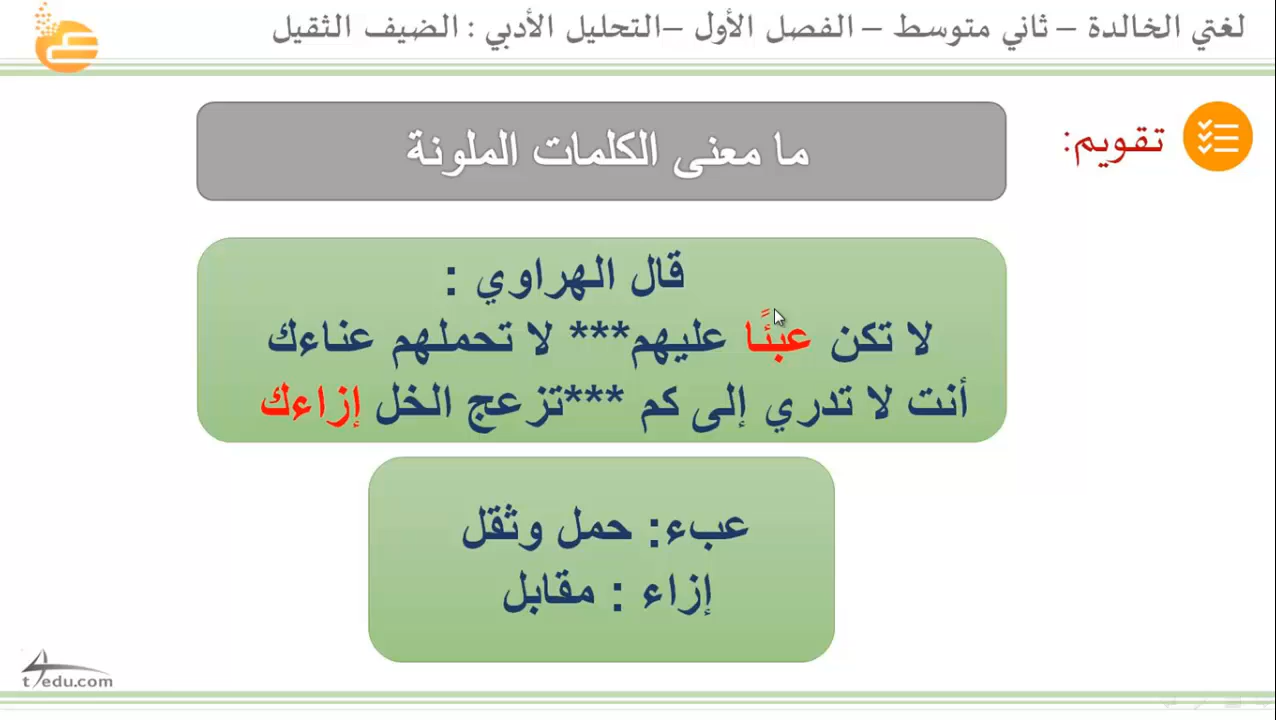 لغتي الخالدة – ثاني متوسط – الفصل الأول –التحليل الأدبي : الضيف الثقيل
تقويم:
ما معنى الكلمات الملونة
قال الهراوي :
لا تكن عبئًا عليهم*** لا تحملهم عناءك
أنت لا تدري إلى كم ***تزعج الخل إزاءك
عبء: حمل وثقل
إزاء : مقابل
t4edu.com